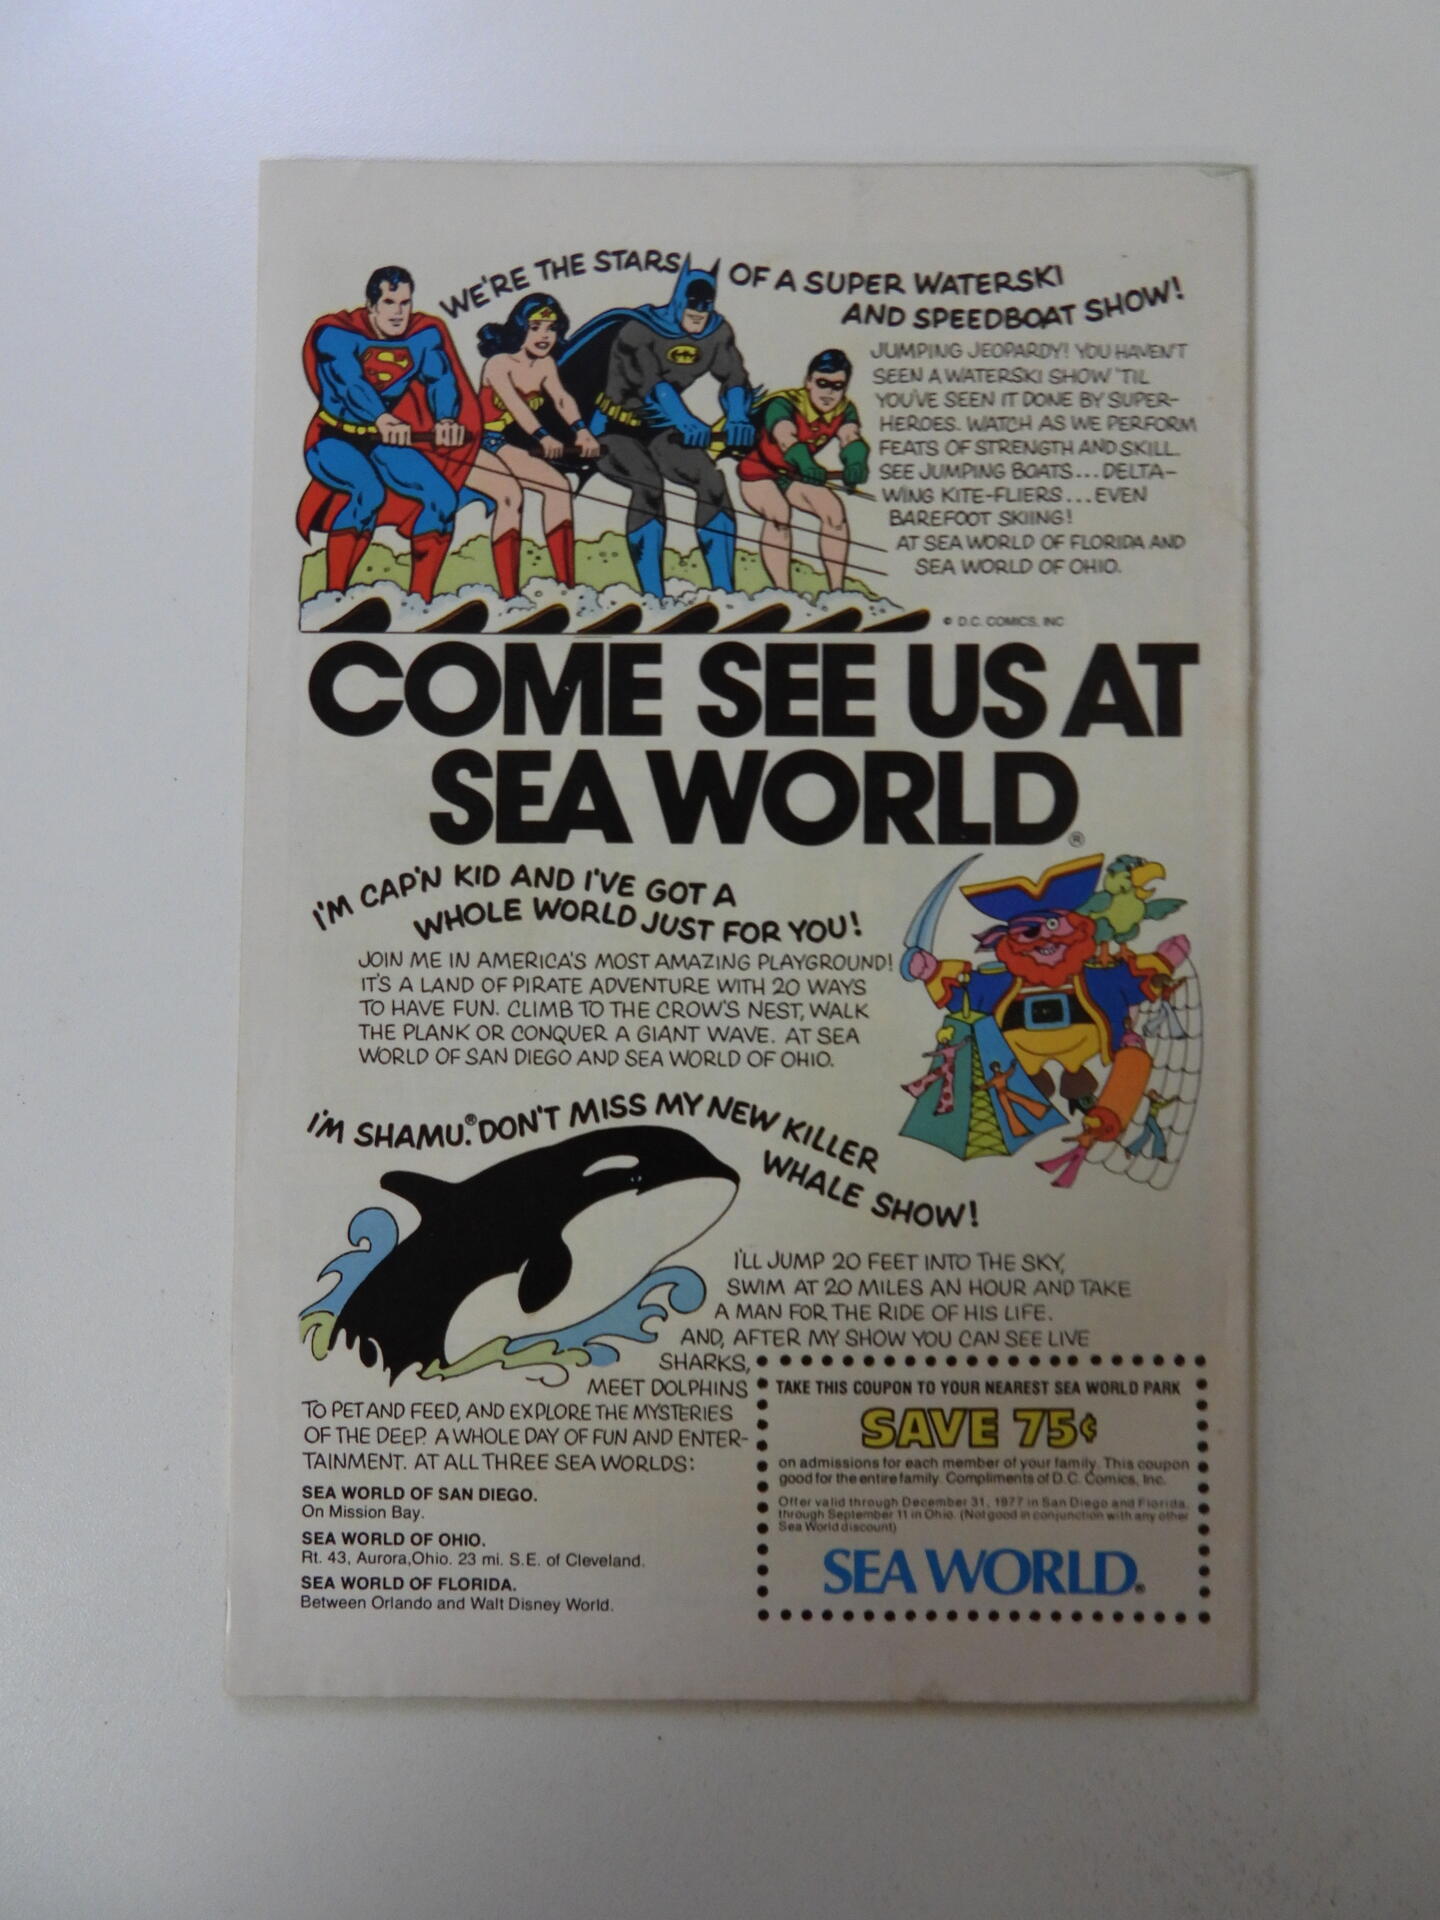 WE'RE THE STARS OF A SUPER WATERSKI
AND SPEEDBOAT SHOW!
JUMPING JEOPARDY! YOU HAVEN'T
SEEN A WATERSKI SHOW 'TIL
YOU'VE SEEN IT DONE BY SUPER-
HEROES. WATCH AS WE PERFORM
FEATS OF STRENGTH AND SKILL.
SEE JUMPING BOATS...DELTA-
WING KITE-FLIERS...EVEN
BAREFOOT SKIING!
AT SEA WORLD OF FLORIDA AND
SEA WORLD OF OHIO.
© D.C. COMICS, INC
COME SEE US AT
SEA WORLD®
I'M CAP'N KID AND I'VE GOT A
WHOLE WORLD JUST FOR YOU!
JOIN ME IN AMERICA'S MOST AMAZING PLAYGROUND!
IT'S A LAND OF PIRATE ADVENTURE WITH 20 WAYS
TO HAVE FUN. CLIMB TO THE CROW'S NEST, WALK
THE PLANK OR CONQUER A GIANT WAVE. AT SEA
WORLD OF SAN DIEGO AND SEA WORLD OF OHIO.
I'M SHAMU.® DON'T MISS MY NEW KILLER
WHALE SHOW!
I'LL JUMP 20 FEET INTO THE SKY,
SWIM AT 20 MILES AN HOUR AND TAKE
A MAN FOR THE RIDE OF HIS LIFE.
AND, AFTER MY SHOW YOU CAN SEE LIVE
SHARKS,
MEET DOLPHINS
TO PET AND FEED, AND EXPLORE THE MYSTERIES
OF THE DEEP. A WHOLE DAY OF FUN AND ENTER-
TAINMENT. AT ALL THREE SEA WORLDS:
SEA WORLD OF SAN DIEGO.
On Mission Bay.
SEA WORLD OF OHIO.
Rt. 43, Aurora, Ohio. 23 mi. S.E. of Cleveland.
SEA WORLD OF FLORIDA.
Between Orlando and Walt Disney World.
TAKE THIS COUPON TO YOUR NEAREST SEA WORLD PARK
SAVE 75¢
on admissions for each member of your family. This coupon
good for the entire family. Compliments of D.C. Comics, Inc.
Offer valid through December 31, 1977 in San Diego and Florida,
through September 11 in Ohio. (Not good in conjunction with any other
Sea World discount)
SEA WORLD®